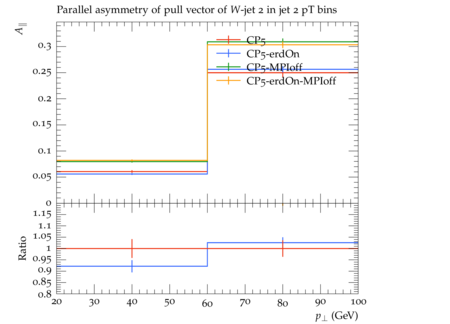 Parallel asymmetry of pull vector of W-jet 2 in jet 2 pT bins
A∥
0.3
0.25
0.2
0.15
0.1
0.05
0
CP5
CP5-erdOn
CP5-MPIoff
CP5-erdOn-MPIoff
Ratio
1.15
1.1
1.05
1
0.95
0.9
0.85
0.8
20 30 40 50 60 70 80 90 100
p⊥ (GeV)